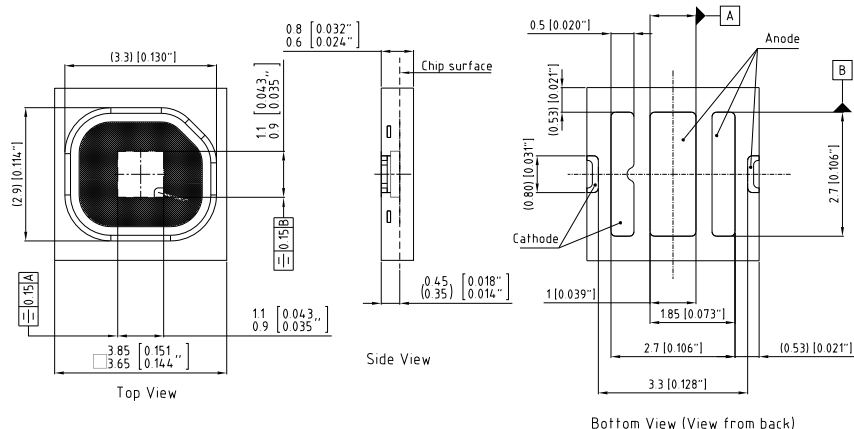 (3.3) [0.130"]
(2.9) [0.114"]
1.1 [0.043
0.9 0.035"]
0.15 B
0.15 A
1.1 [0.043
0.9 0.035"]
3.85 [0.151
3.65 0.144"]
Top View
0.8 [0.032"
0.6 0.024"]
Chip surface
0.45 [0.018"
(0.35) 0.014"]
Side View
0.5 [0.020"]
A
Anode
B
(0.53) [0.021"]
(0.80) [0.031"]
2.7 [0.106"]
Cathode
1 [0.039"]
1.85 [0.073"]
2.7 [0.106"]
(0.53) [0.021"]
3.3 [0.128"]
Bottom View (View from back)